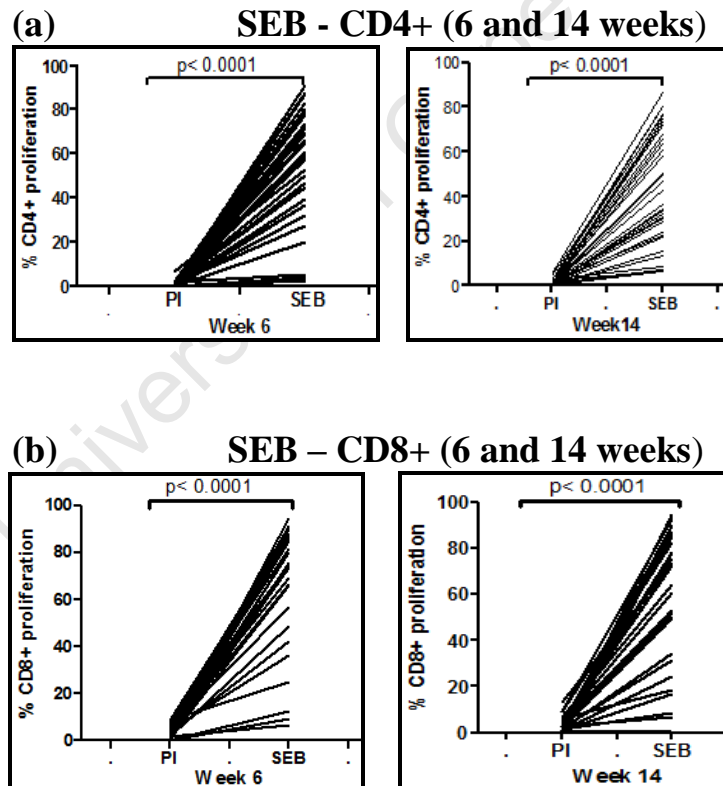 (a) SEB - CD4+ (6 and 14 weeks)
p< 0.0001
% CD4+ proliferation
100
80
60
40
20
0
. PI . SEB .
Week 6
p< 0.0001
% CD4+ proliferation
100
80
60
40
20
0
. PI . SEB .
Week14
(b) SEB – CD8+ (6 and 14 weeks)
p< 0.0001
% CD8+ proliferation
100
80
60
40
20
0
. PI . SEB .
Week 6
p< 0.0001
% CD8+ proliferation
100
80
60
40
20
0
. PI . SEB
Week 14